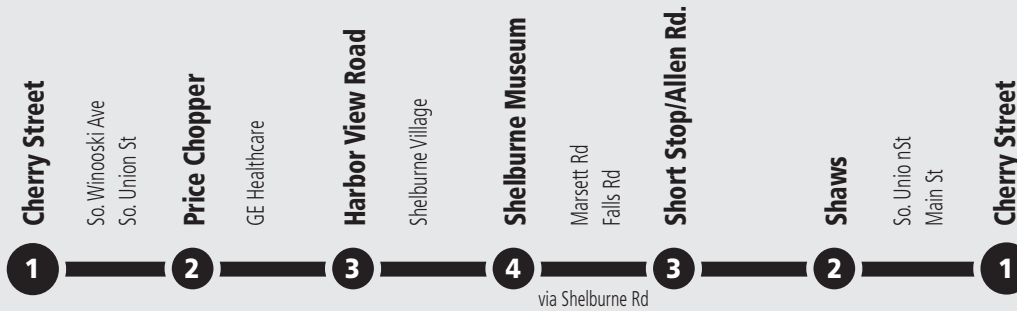 Cherry Street
So. Winooski Ave
So. Union St
Price Chopper
GE Healthcare
Harbor View Road
Shelburne Village
Shelburne Museum
Marsett Rd
Falls Rd
Short Stop/Allen Rd.
Shaws
So. Unio nSt
Main St
Cherry Street
1 2 3 4 3 2 1
via Shelburne Rd